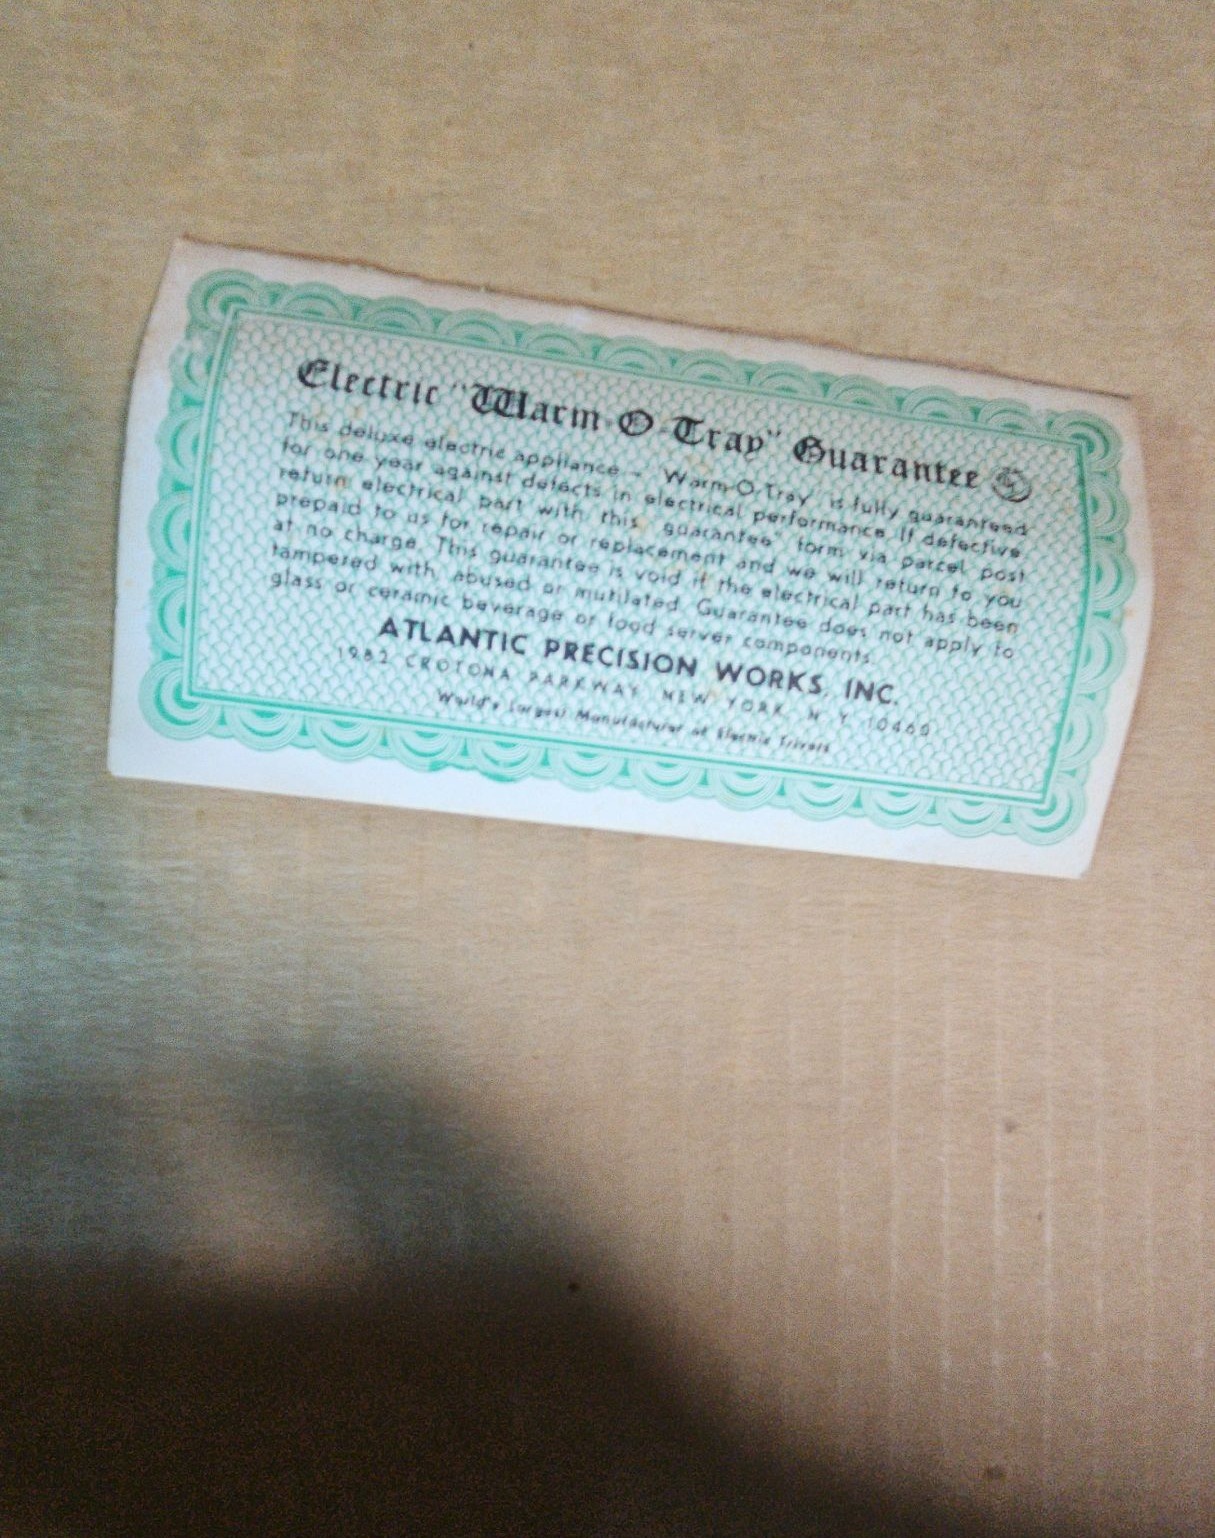 Electric "Warm-O-Tray" Guarantee
This deluxe electric appliance – "Warm-O-Tray" is fully guaranteed
for one year against defects in electrical performance. If defective
return electrical part with this "guarantee" form via parcel post
prepaid to us for repair or replacement and we will return to you
at no charge. This guarantee is void if the electrical part has been
tampered with, abused or mutilated. Guarantee does not apply to
glass or ceramic beverage or food server components.
ATLANTIC PRECISION WORKS, INC.
1982 CROTONA PARKWAY, NEW YORK, N. Y. 10460
World's Largest Manufacturer of Electric Trivets